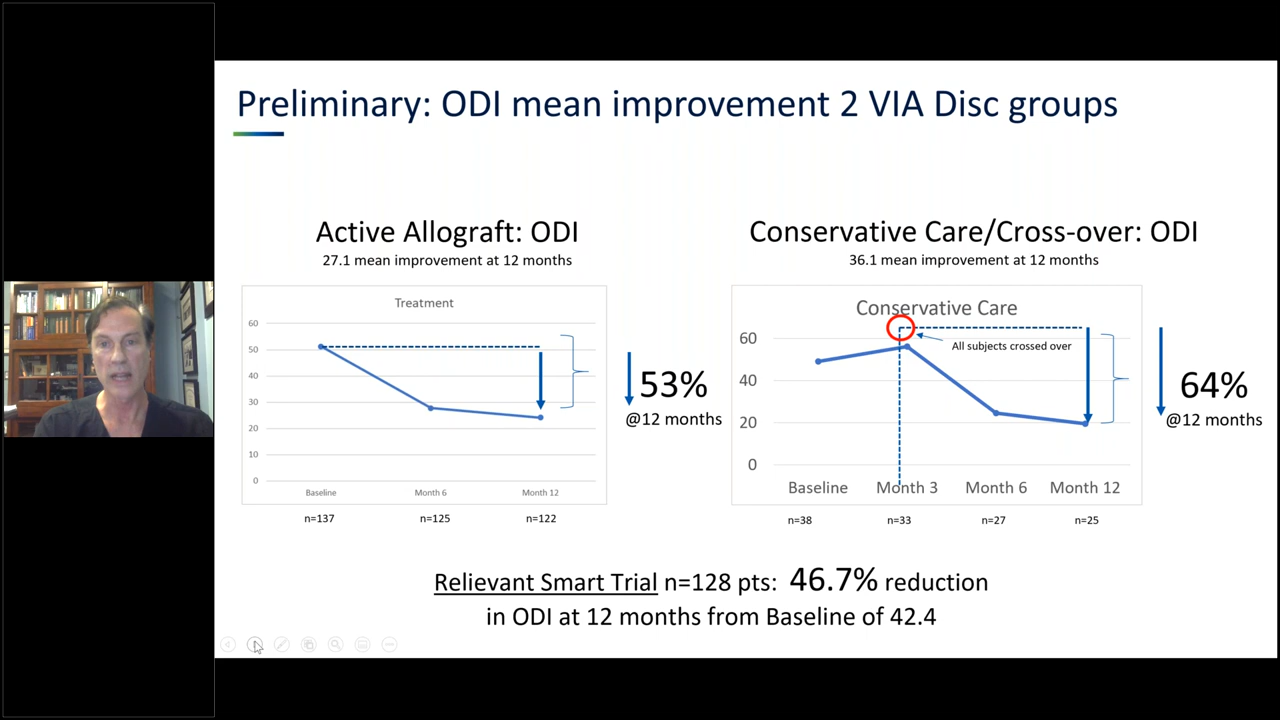 Preliminary: ODI mean improvement 2 VIA Disc groups
Active Allograft: ODI
27.1 mean improvement at 12 months
Treatment
60
50
40
30
20
10
0
Baseline
Month 6
Month 12
n=137
n=125
n=122
53%
@12 months
Conservative Care/Cross-over: ODI
36.1 mean improvement at 12 months
Conservative Care
All subjects crossed over
60
40
20
0
Baseline
Month 3
Month 6
Month 12
n=38
n=33
n=27
n=25
64%
@12 months
Relievant Smart Trial n=128 pts: 46.7% reduction
in ODI at 12 months from Baseline of 42.4